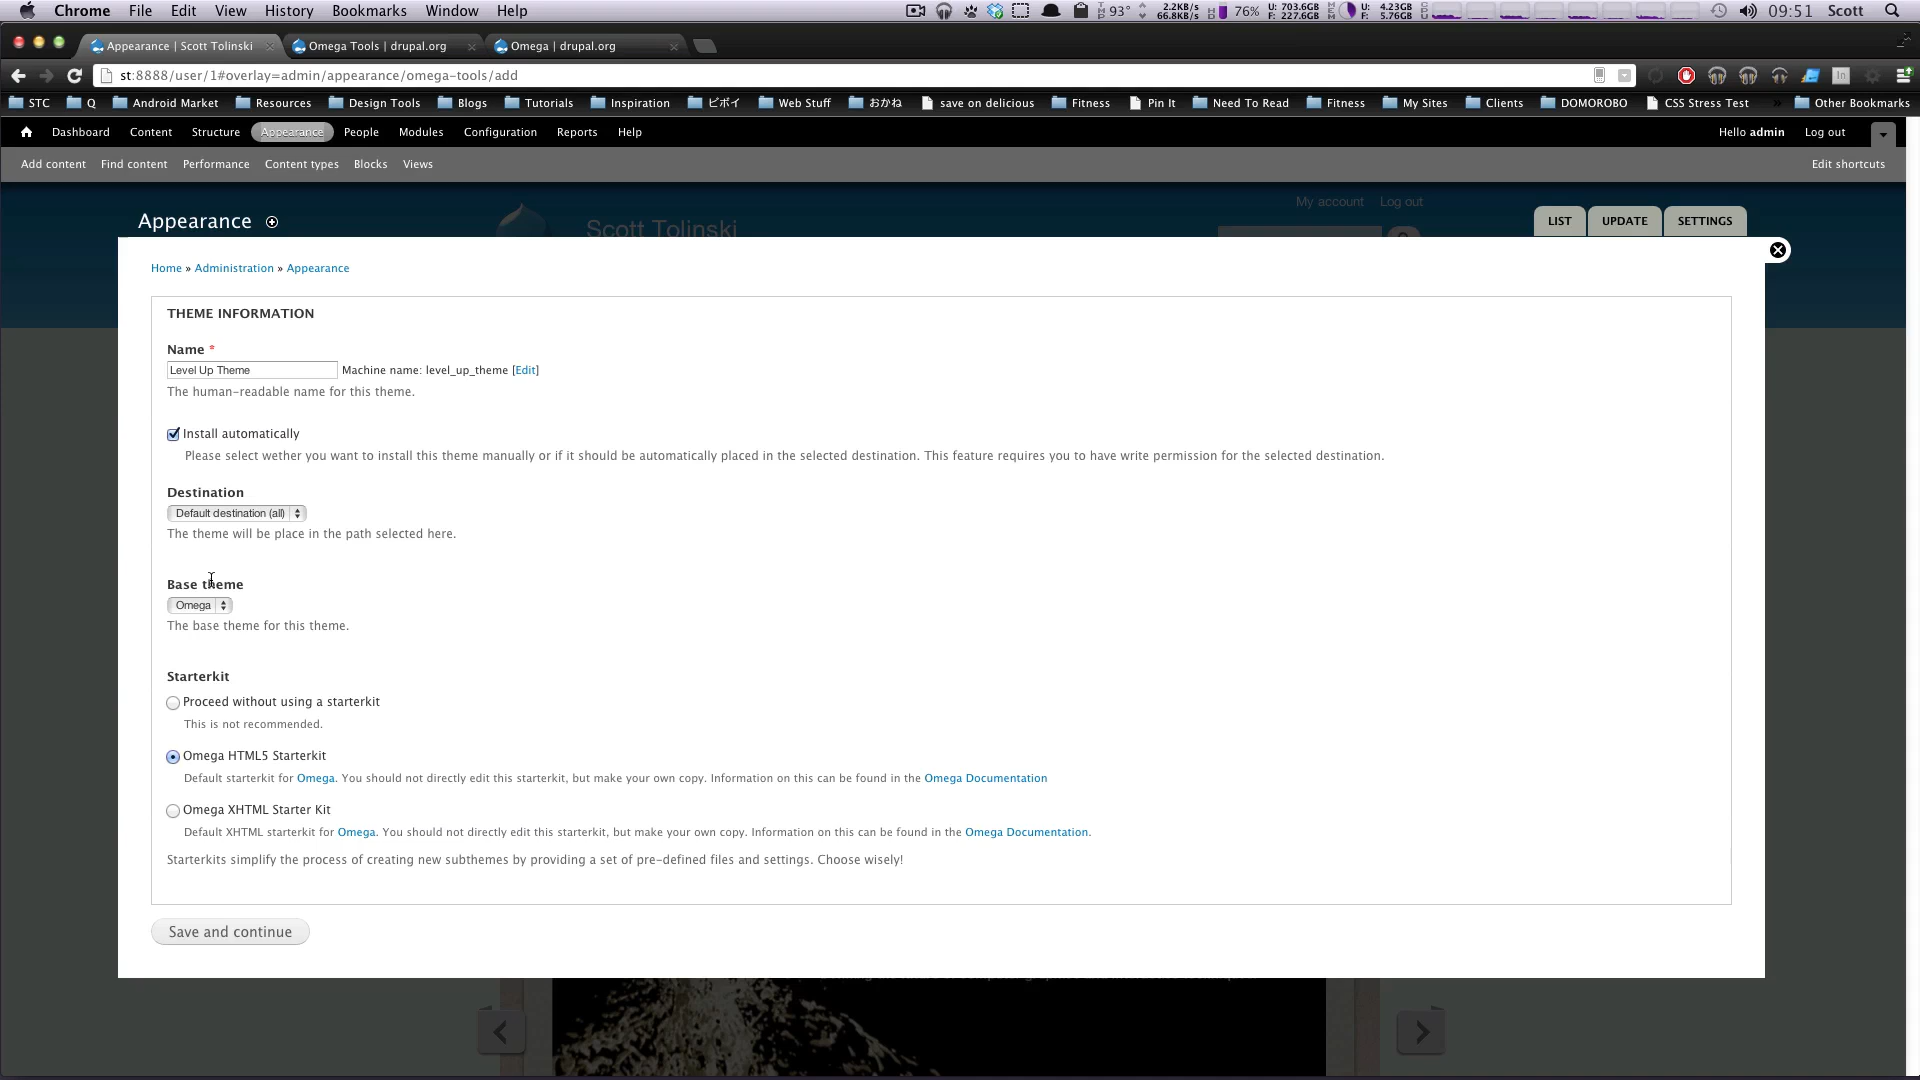 Chrome File Edit View History Bookmarks Window Help 93° 2.2KB/s 66.8KB/s 76% U: 703.6GB F: 227.6GB U: 4.23GB F: 5.76GB 09:51 Scott
Appearance | Scott Tolinski Omega Tools | drupal.org Omega | drupal.org
st:8888/user/1#overlay=admin/appearance/omega-tools/add
STC Q Android Market Resources Design Tools Blogs Tutorials Inspiration ビボイ Web Stuff おかね save on delicious Fitness Pin It Need To Read Fitness My Sites Clients DOMOROBO CSS Stress Test » Other Bookmarks
Dashboard Content Structure Appearance People Modules Configuration Reports Help Hello admin Log out
Add content Find content Performance Content types Blocks Views Edit shortcuts
My account Log out
Appearance Scott Tolinski LIST UPDATE SETTINGS
Home » Administration » Appearance
THEME INFORMATION
Name *
Level Up Theme Machine name: level_up_theme [Edit]
The human-readable name for this theme.
Install automatically
Please select wether you want to install this theme manually or if it should be automatically placed in the selected destination. This feature requires you to have write permission for the selected destination.
Destination
Default destination (all)
The theme will be place in the path selected here.
Base theme
Omega
The base theme for this theme.
Starterkit
Proceed without using a starterkit
This is not recommended.
Omega HTML5 Starterkit
Default starterkit for Omega. You should not directly edit this starterkit, but make your own copy. Information on this can be found in the Omega Documentation
Omega XHTML Starter Kit
Default XHTML starterkit for Omega. You should not directly edit this starterkit, but make your own copy. Information on this can be found in the Omega Documentation.
Starterkits simplify the process of creating new subthemes by providing a set of pre-defined files and settings. Choose wisely!
Save and continue